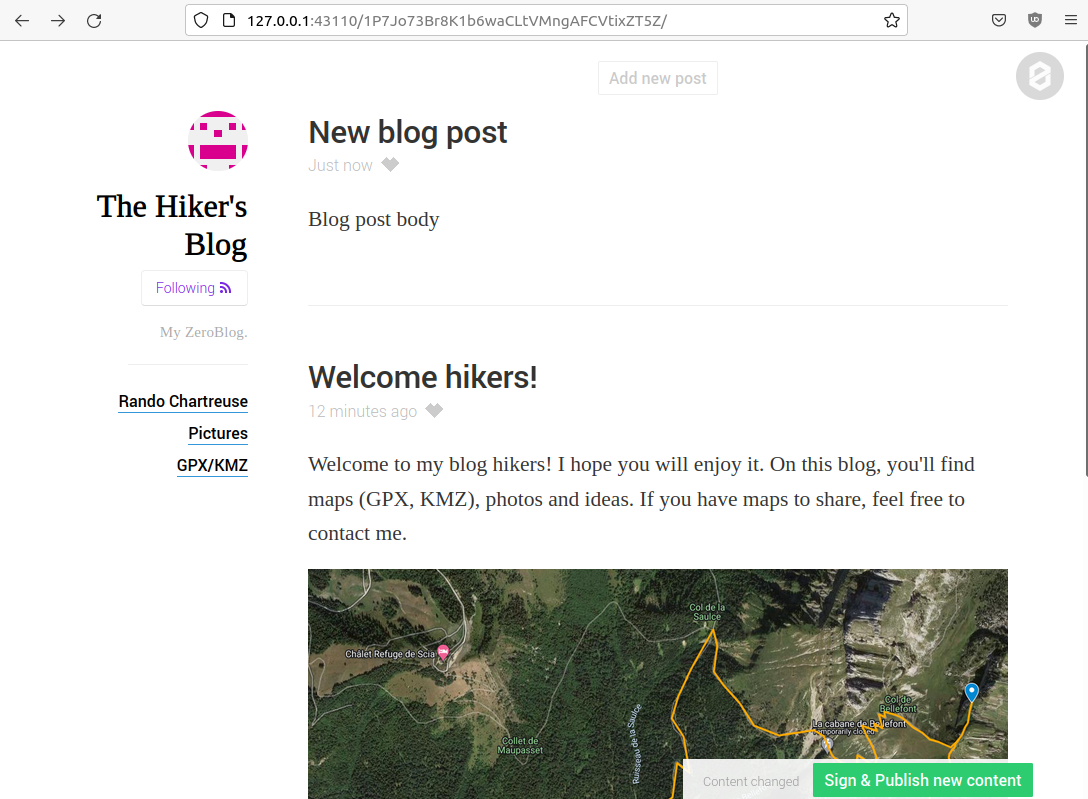 127.0.0.1:43110/1P7Jo73Br8K1b6waCLtVMngAFCVtixZT5Z/
Add new post
The Hiker's
Blog
Following
My ZeroBlog.
Rando Chartreuse
Pictures
GPX/KMZ
New blog post
Just now
Blog post body
Welcome hikers!
12 minutes ago
Welcome to my blog hikers! I hope you will enjoy it. On this blog, you'll find
maps (GPX, KMZ), photos and ideas. If you have maps to share, feel free to
contact me.
Col de la
Saulce
Châlet Refuge de Scia
Col de
Bellefont
La cabane de Bellefont
Temporarily closed
Collet de
Maupasset
Ruisseau de la Saulce
Content changed
Sign & Publish new content